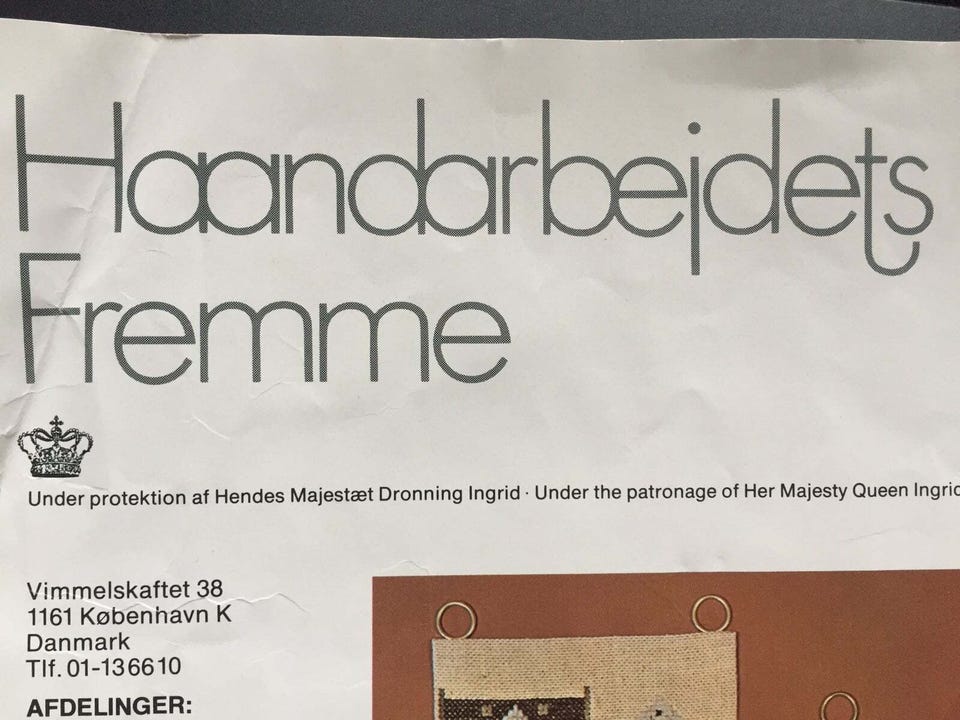 Haandarbejdets
Fremme
Under protektion af Hendes Majestæt Dronning Ingrid · Under the patronage of Her Majesty Queen Ingrid
Vimmelskaftet 38
1161 København K
Danmark
Tlf. 01-136610
AFDELINGER: